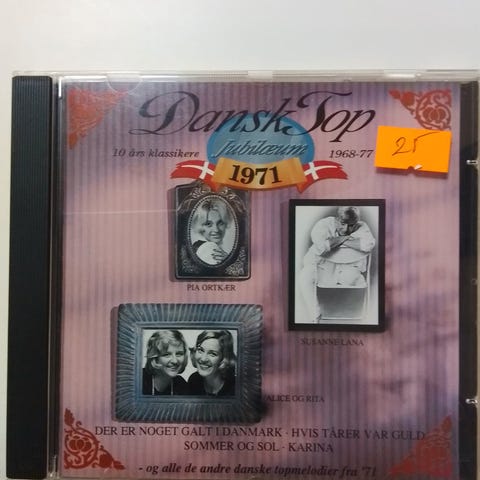 Dansk Top
Jubilæum
10 års klassikere 1968-77
1971
25
PIA ORTKÆR
SUSANNE LANA
ALICE OG RITA
DER ER NOGET GALT I DANMARK · HVIS TÅRER VAR GULD
SOMMER OG SOL · KARINA
- og alle de andre danske topmelodier fra '71